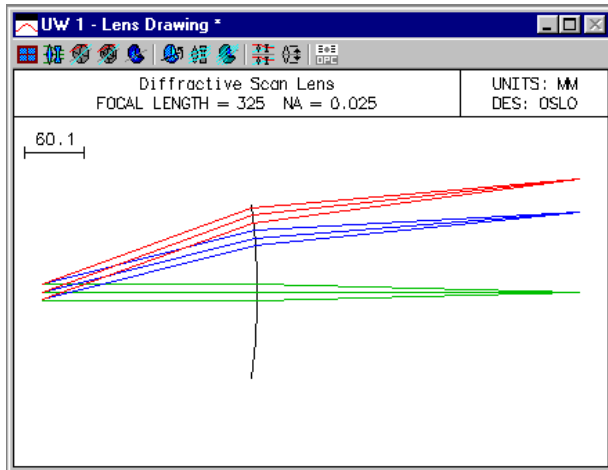 UW 1 - Lens Drawing *
Diffractive Scan Lens
FOCAL LENGTH = 325 NA = 0.025
UNITS: MM
DES: OSLO
60.1